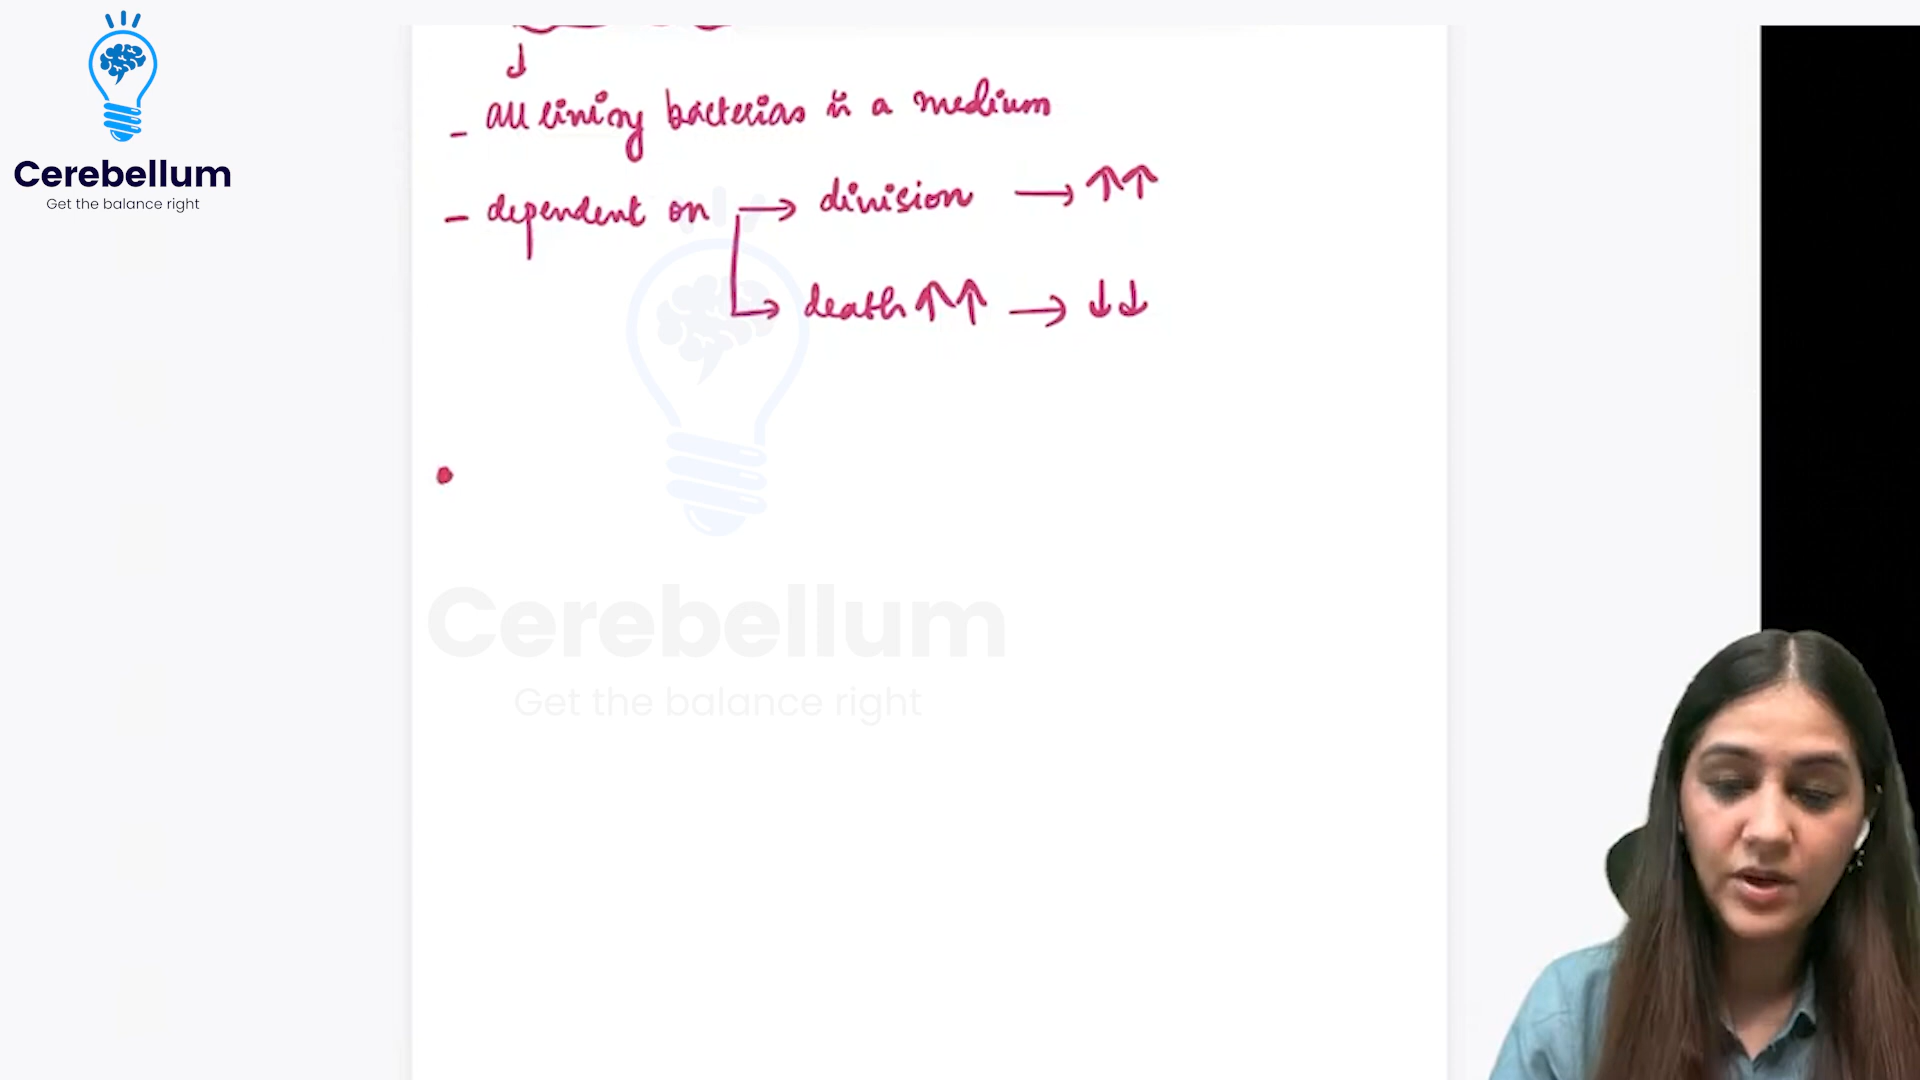 Cerebellum
Get the balance right
↓
- all living bacterias in a medium
- dependent on → division → ↑↑
↳ death ↑↑ → ↓↓
•
Cerebellum
Get the balance right